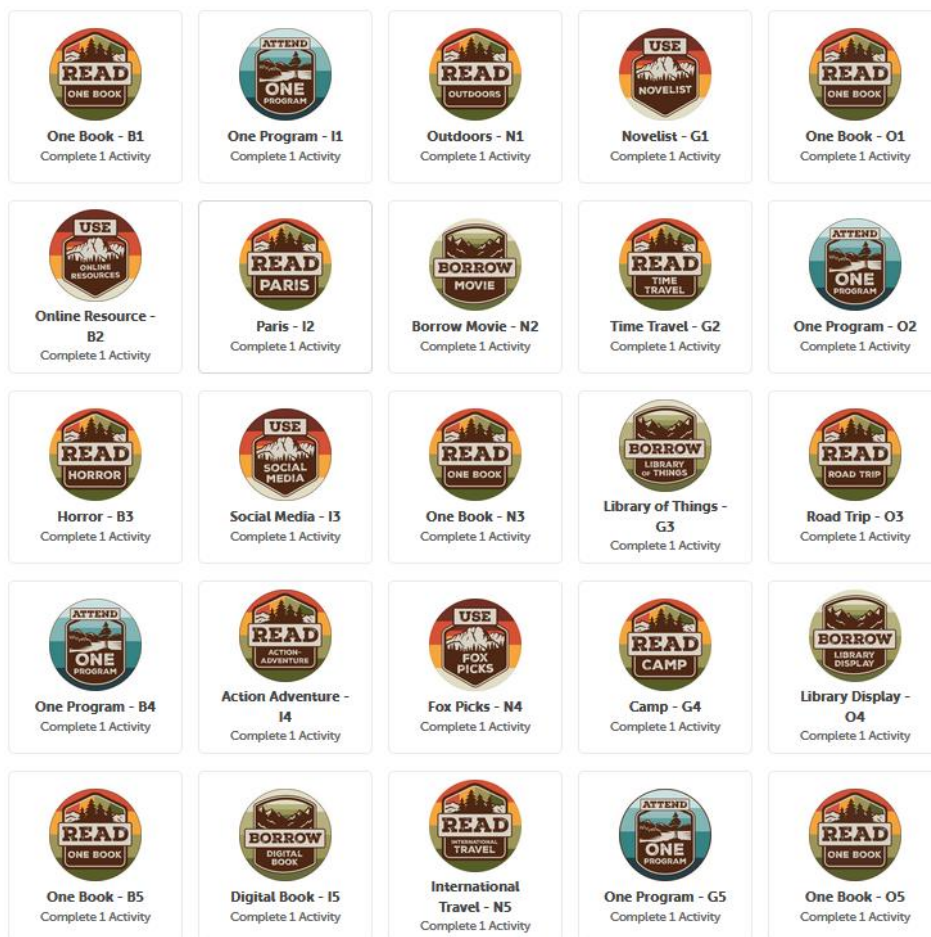 READ
ONE BOOK
One Book - B1
Complete 1 Activity
ATTEND
ONE
PROGRAM
One Program - I1
Complete 1 Activity
READ
OUTDOORS
Outdoors - N1
Complete 1 Activity
USE
NOVELIST
Novelist - G1
Complete 1 Activity
READ
ONE BOOK
One Book - O1
Complete 1 Activity
USE
ONLINE
RESOURCES
Online Resource -
B2
Complete 1 Activity
READ
PARIS
Paris - I2
Complete 1 Activity
BORROW
MOVIE
Borrow Movie - N2
Complete 1 Activity
READ
TIME
TRAVEL
Time Travel - G2
Complete 1 Activity
ATTEND
ONE
PROGRAM
One Program - O2
Complete 1 Activity
READ
HORROR
Horror - B3
Complete 1 Activity
USE
SOCIAL
MEDIA
Social Media - I3
Complete 1 Activity
READ
ONE BOOK
One Book - N3
Complete 1 Activity
BORROW
LIBRARY
OF THINGS
Library of Things -
G3
Complete 1 Activity
READ
ROAD TRIP
Road Trip - O3
Complete 1 Activity
ATTEND
ONE
PROGRAM
One Program - B4
Complete 1 Activity
READ
ACTION-
ADVENTURE
Action Adventure -
I4
Complete 1 Activity
USE
FOX
PICKS
Fox Picks - N4
Complete 1 Activity
READ
CAMP
Camp - G4
Complete 1 Activity
BORROW
LIBRARY
DISPLAY
Library Display -
O4
Complete 1 Activity
READ
ONE BOOK
One Book - B5
Complete 1 Activity
BORROW
DIGITAL
BOOK
Digital Book - I5
Complete 1 Activity
READ
INTERNATIONAL
TRAVEL
International
Travel - N5
Complete 1 Activity
ATTEND
ONE
PROGRAM
One Program - G5
Complete 1 Activity
READ
ONE BOOK
One Book - O5
Complete 1 Activity